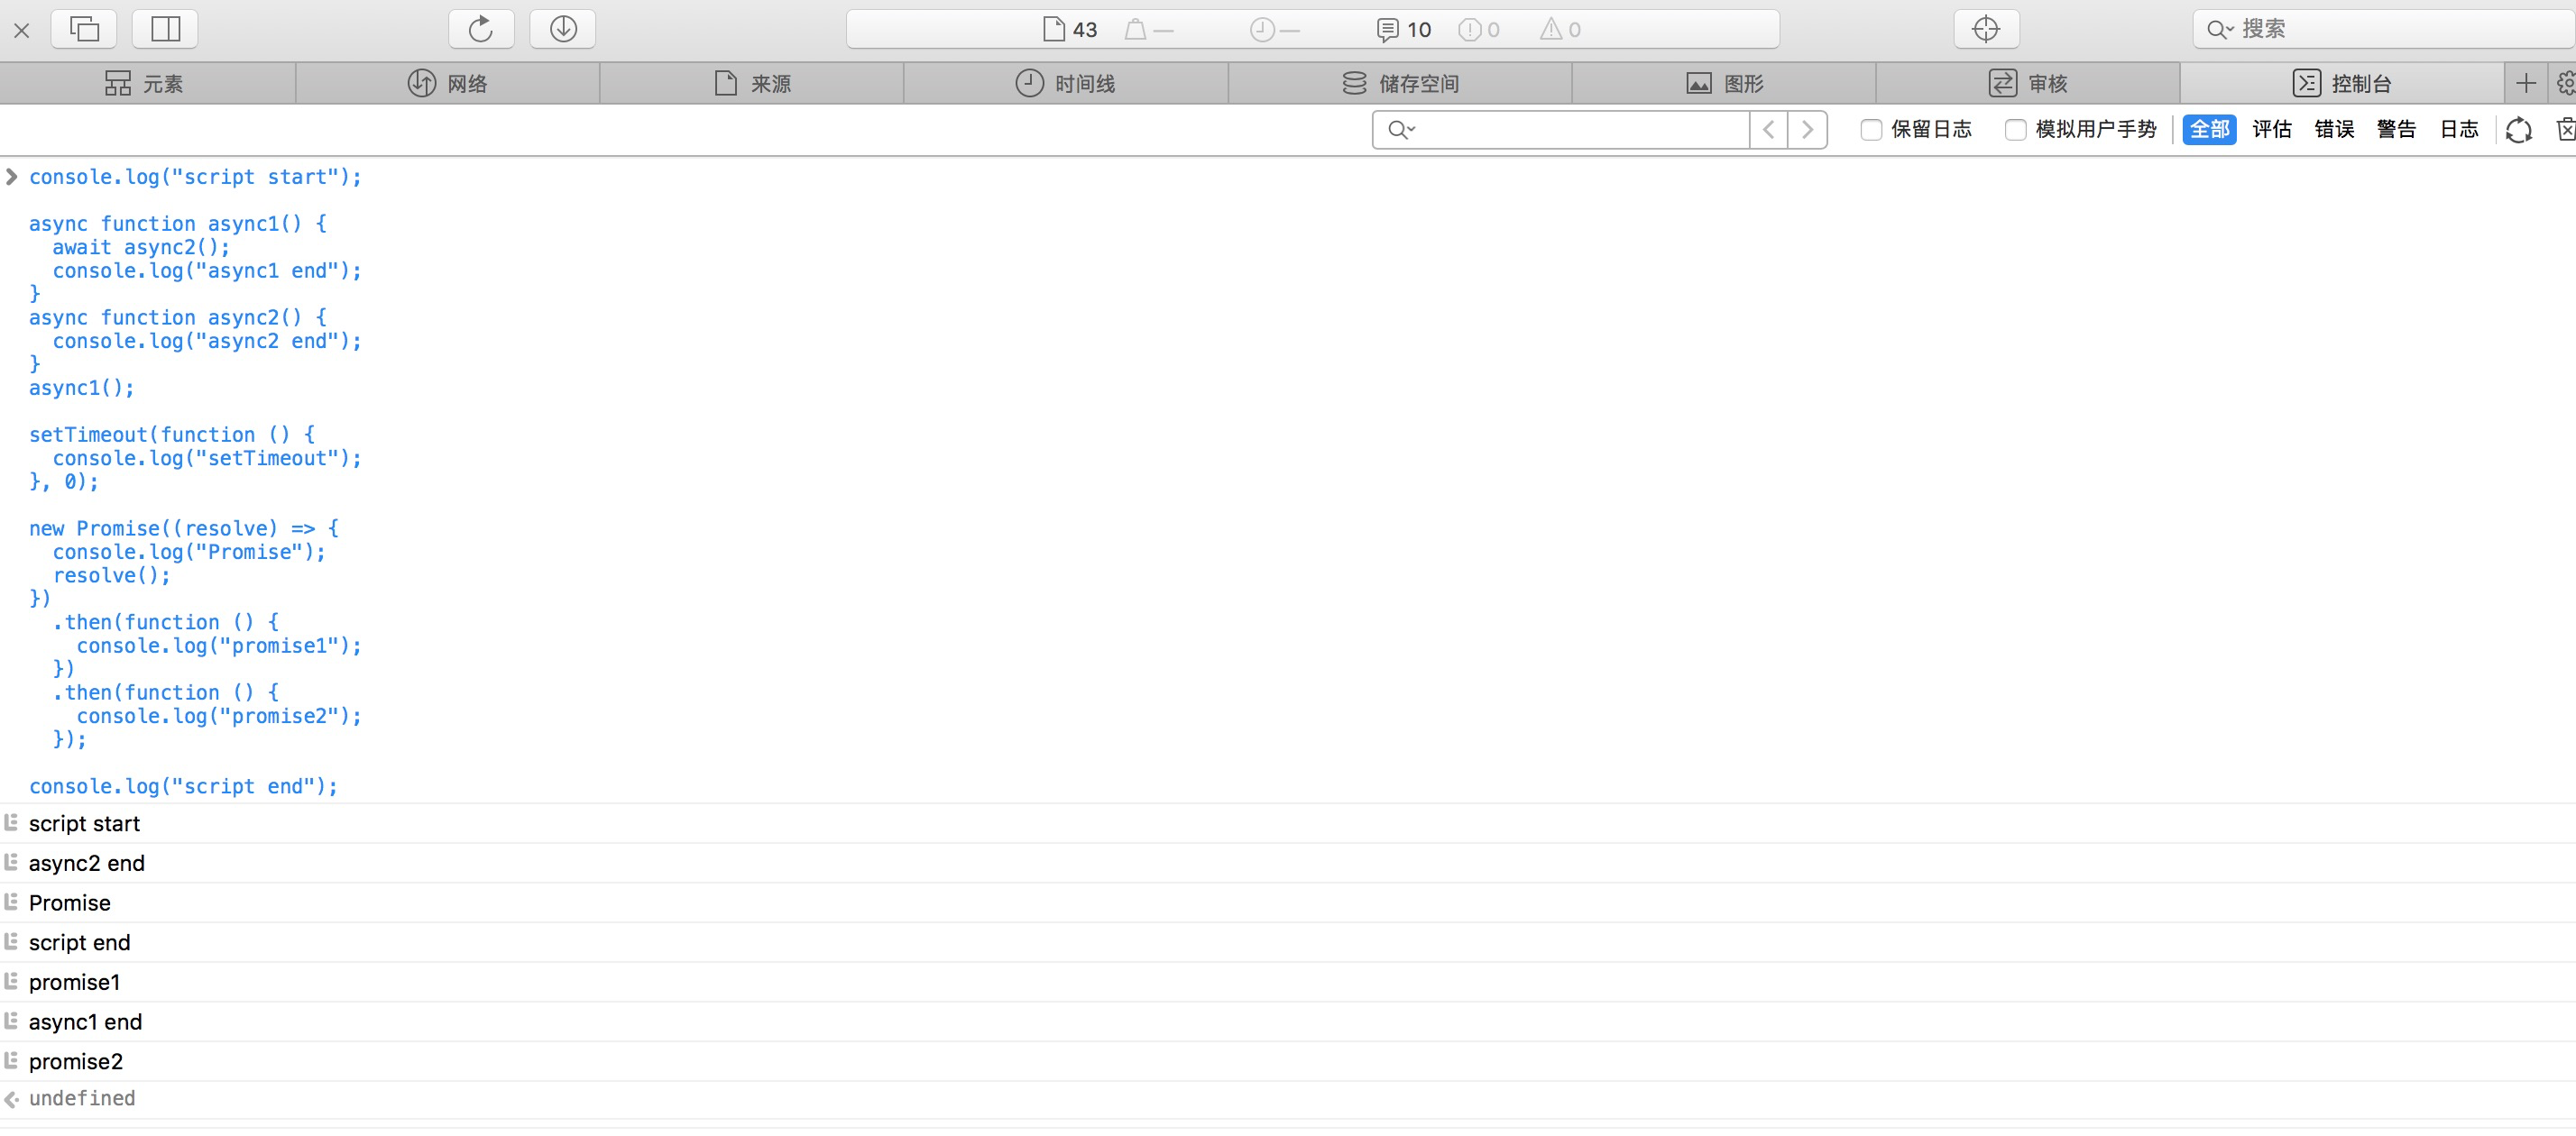 43 — — 10 0 0 搜索
元素 网络 来源 时间线 储存空间 图形 审核 控制台
保留日志 模拟用户手势 全部 评估 错误 警告 日志
console.log("script start");
async function async1() {
await async2();
console.log("async1 end");
}
async function async2() {
console.log("async2 end");
}
async1();
setTimeout(function () {
console.log("setTimeout");
}, 0);
new Promise((resolve) => {
console.log("Promise");
resolve();
})
.then(function () {
console.log("promise1");
})
.then(function () {
console.log("promise2");
});
console.log("script end");
script start
async2 end
Promise
script end
promise1
async1 end
promise2
undefined